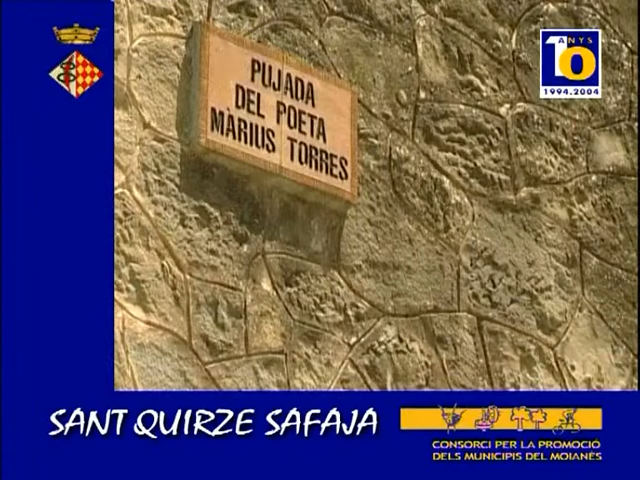 PUJADA
DEL POETA
MÀRIUS TORRES
10
ANYS
1994.2004
SANT QUIRZE SAFAJA
CONSORCI PER LA PROMOCIÓ
DELS MUNICIPIS DEL MOIANÈS